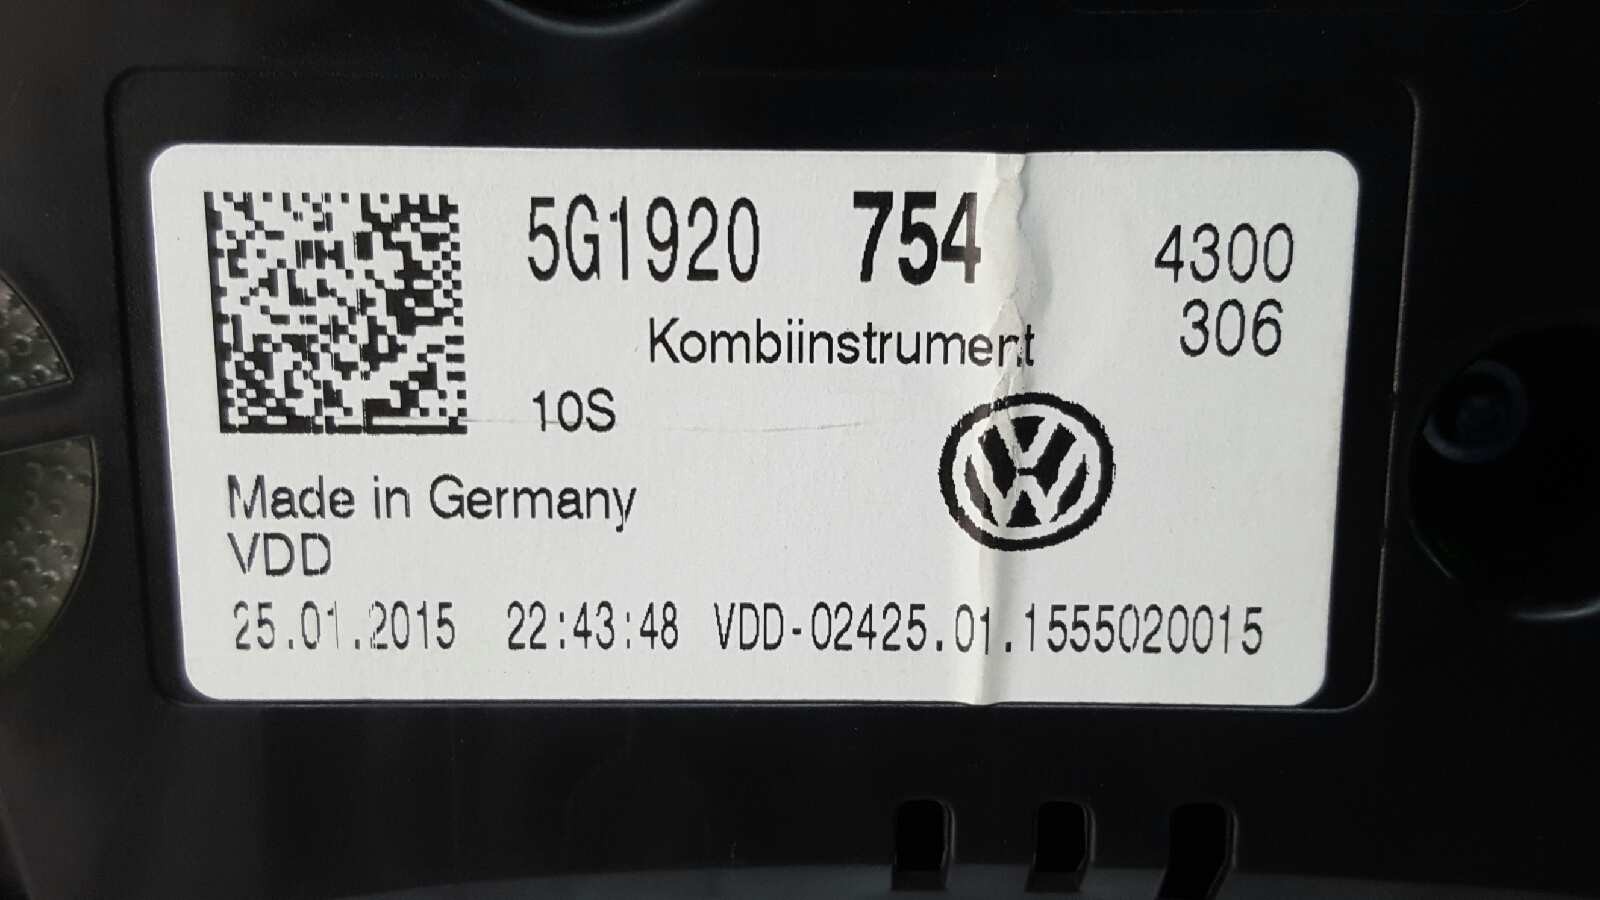 5G1920 754 4300
306
Kombiinstrument
10S
Made in Germany
VDD
25.01.2015 22:43:48 VDD-02425.01.1555020015